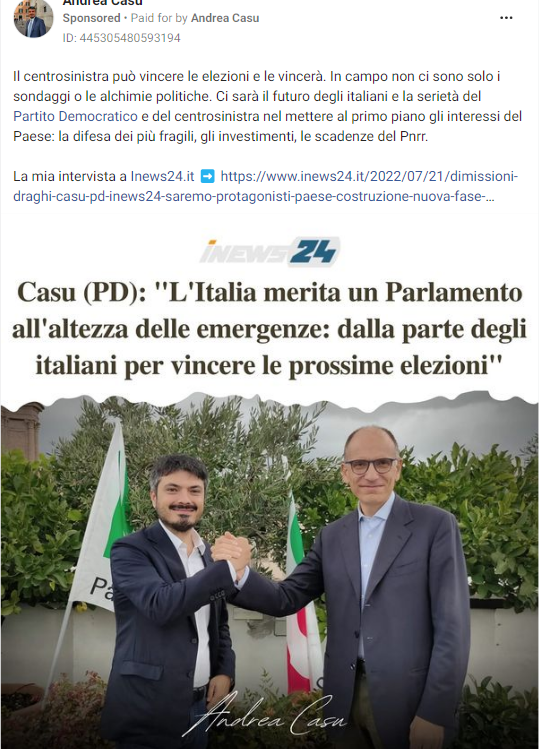 Andrea Casu
Sponsored • Paid for by Andrea Casu
ID: 445305480593194
Il centrosinistra può vincere le elezioni e le vincerà. In campo non ci sono solo i
sondaggi o le alchimie politiche. Ci sarà il futuro degli italiani e la serietà del
Partito Democratico e del centrosinistra nel mettere al primo piano gli interessi del
Paese: la difesa dei più fragili, gli investimenti, le scadenze del Pnrr.
La mia intervista a Inews24.it ➡ https://www.inews24.it/2022/07/21/dimissioni-
draghi-casu-pd-inews24-saremo-protagonisti-paese-costruzione-nuova-fase-...
iNEWS24
Casu (PD): "L'Italia merita un Parlamento
all'altezza delle emergenze: dalla parte degli
italiani per vincere le prossime elezioni"
Pa
Andrea Casu